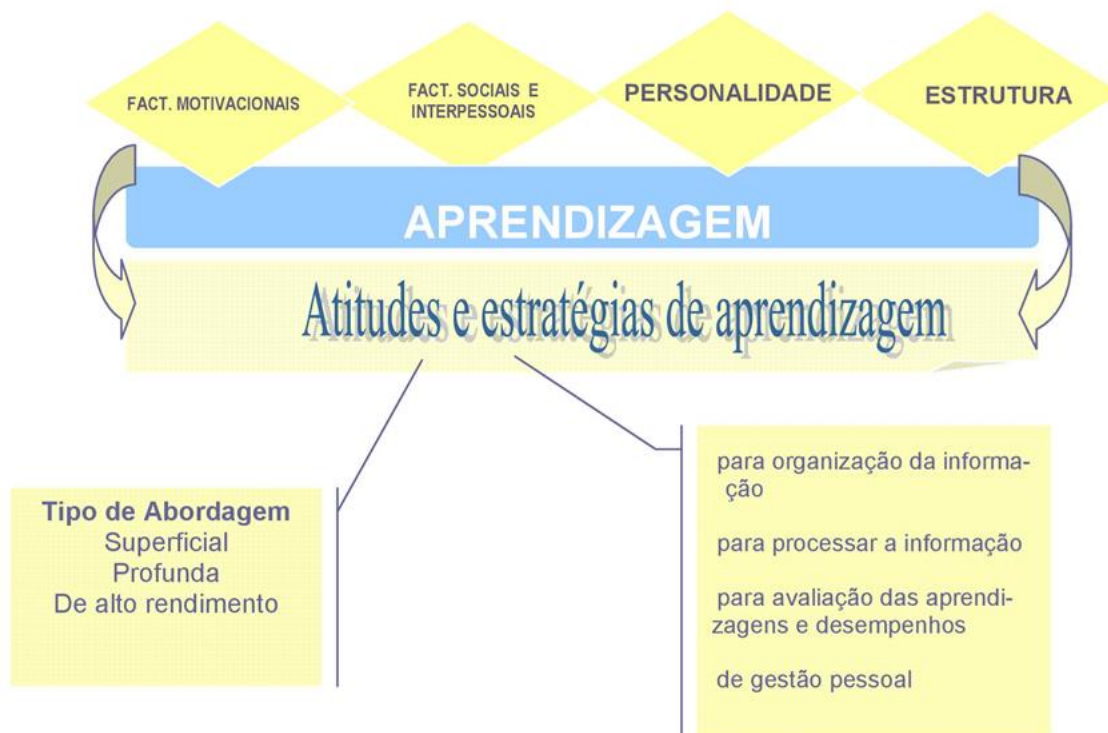 FACT. MOTIVACIONAIS
FACT. SOCIAIS E
INTERPESSOAIS
PERSONALIDADE
ESTRUTURA
APRENDIZAGEM
Atitudes e estratégias de aprendizagem
Tipo de Abordagem
Superficial
Profunda
De alto rendimento
para organização da informa-
ção
para processar a informação
para avaliação das aprendi-
zagens e desempenhos
de gestão pessoal